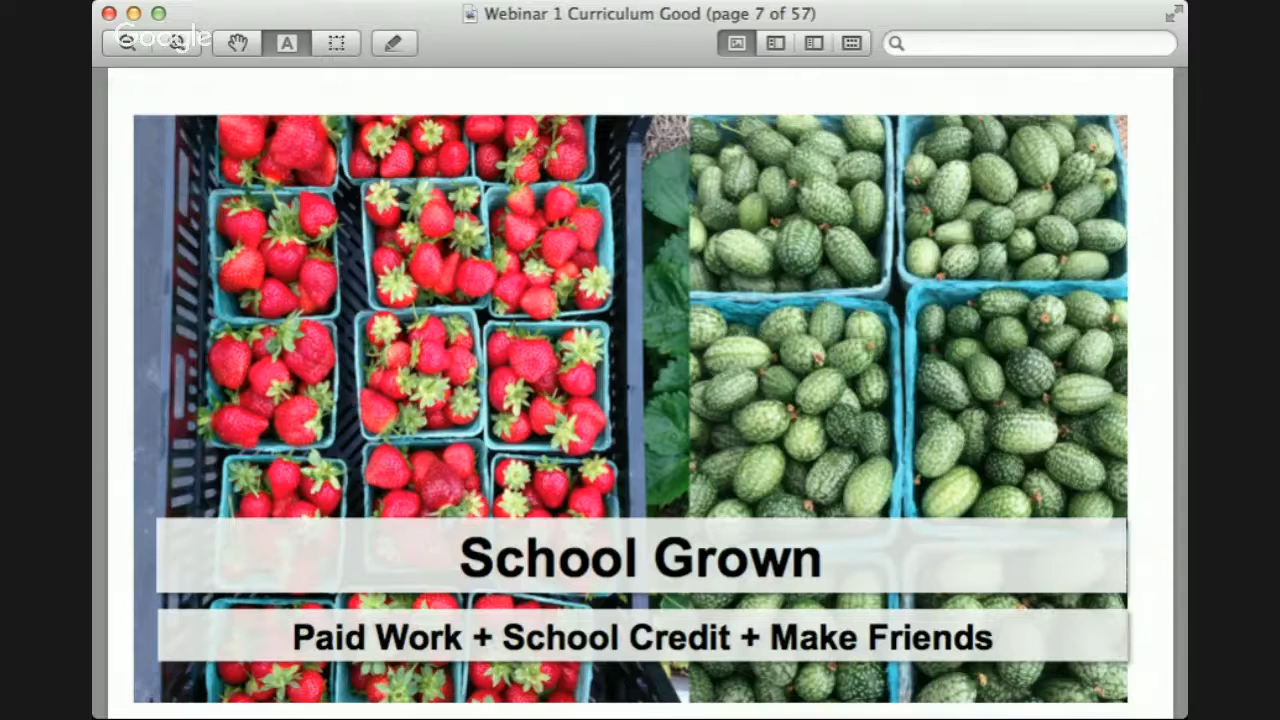 Webinar 1 Curriculum Good (page 7 of 57)
Google
A
School Grown
Paid Work + School Credit + Make Friends